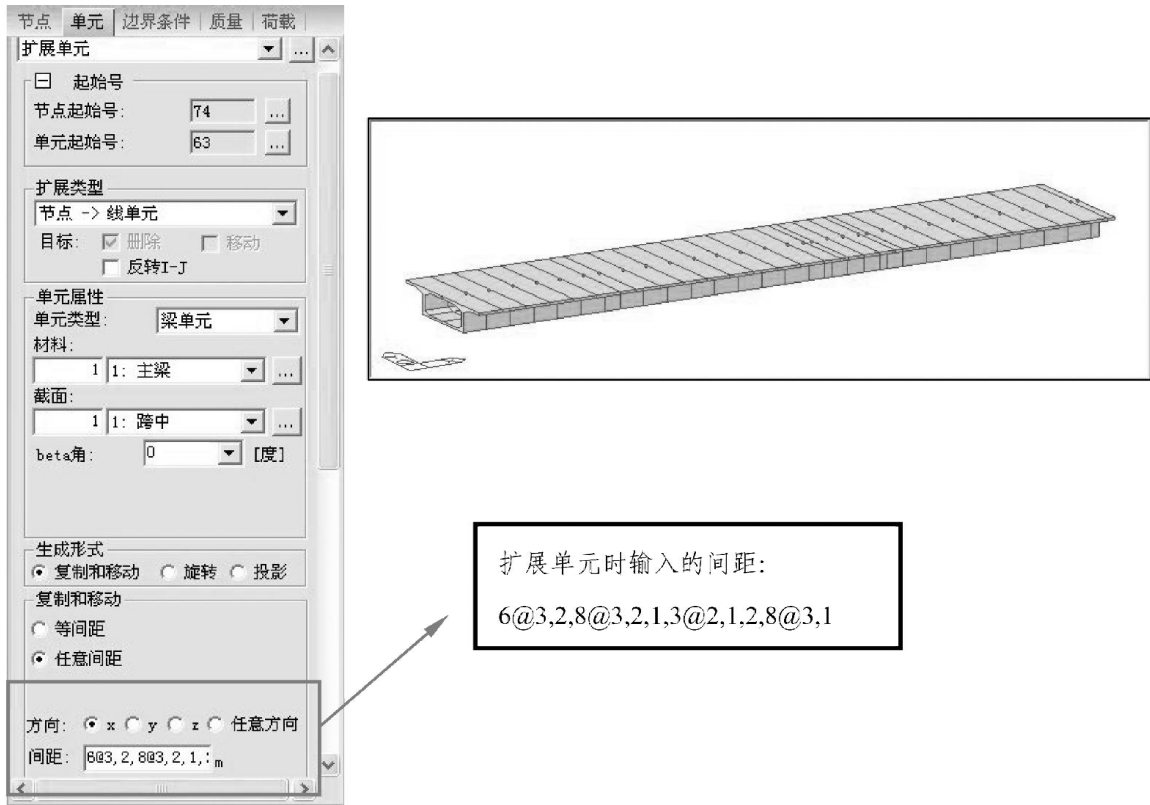 节点 单元 边界条件 质量 荷载
扩展单元 ...
起始号
节点起始号: 74 ...
单元起始号: 63 ...
扩展类型
节点 -> 线单元
目标: 删除 移动
反转I-J
单元属性
单元类型: 梁单元
材料:
1 1: 主梁 ...
截面:
1 1: 跨中 ...
beta角: 0 [度]
生成形式
复制和移动 旋转 投影
复制和移动
等间距
任意间距
方向: x y z 任意方向
间距: 6@3,2,8@3,2,1,: m
扩展单元时输入的间距:
6@3,2,8@3,2,1,3@2,1,2,8@3,1